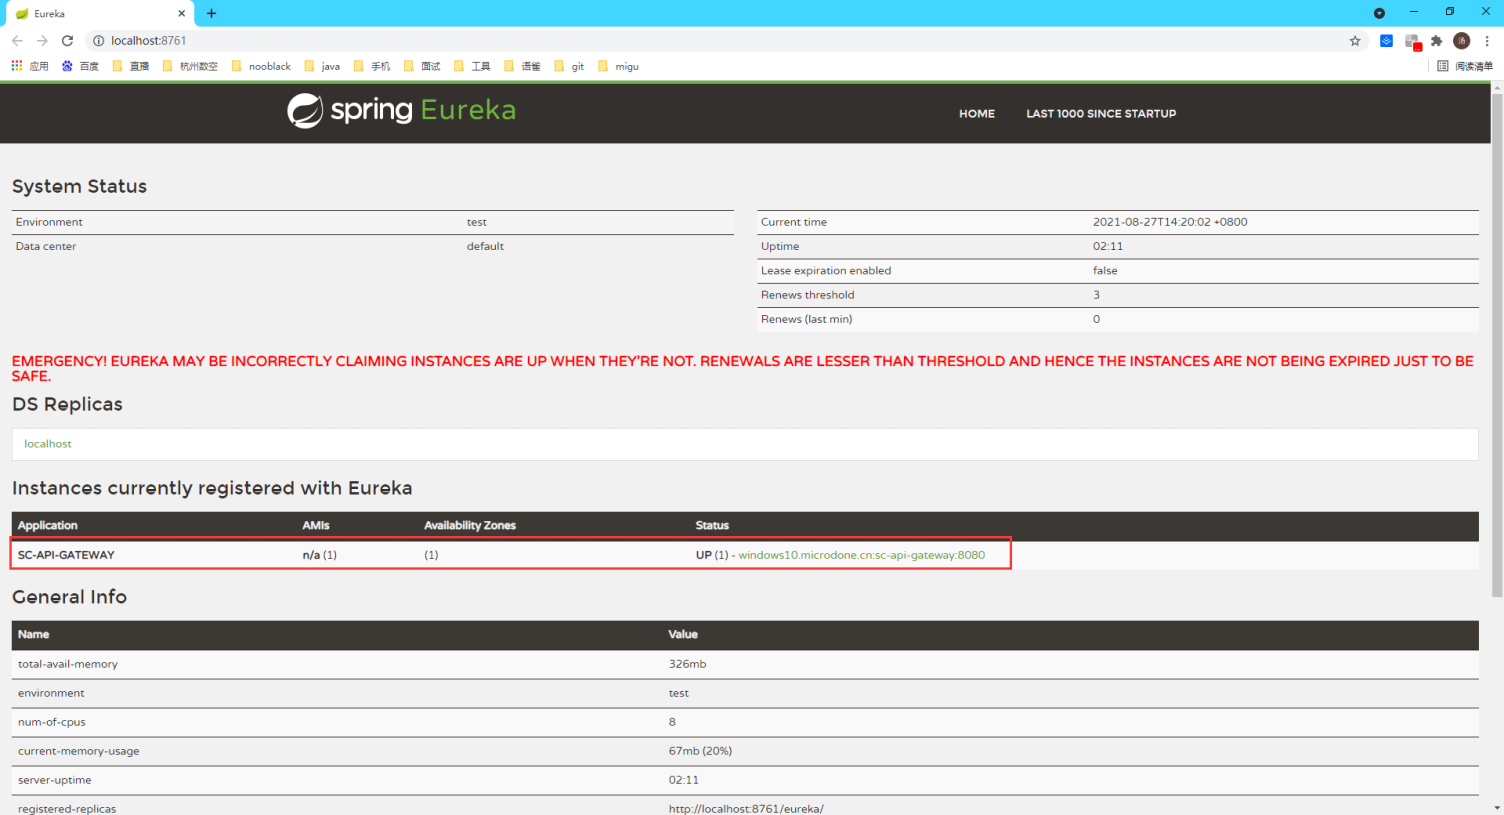 Eureka
localhost:8761
应用 百度 直播 杭州数空 nooblack java 手机 面试 工具 语雀 git migu 阅读清单
spring Eureka HOME LAST 1000 SINCE STARTUP
System Status
Environment test
Data center default
Current time 2021-08-27T14:20:02 +0800
Uptime 02:11
Lease expiration enabled false
Renews threshold 3
Renews (last min) 0
EMERGENCY! EUREKA MAY BE INCORRECTLY CLAIMING INSTANCES ARE UP WHEN THEY'RE NOT. RENEWALS ARE LESSER THAN THRESHOLD AND HENCE THE INSTANCES ARE NOT BEING EXPIRED JUST TO BE
SAFE.
DS Replicas
localhost
Instances currently registered with Eureka
Application AMIs Availability Zones Status
SC-API-GATEWAY n/a (1) (1) UP (1) - windows10.microdone.cn:sc-api-gateway:8080
General Info
Name Value
total-avail-memory 326mb
environment test
num-of-cpus 8
current-memory-usage 67mb (20%)
server-uptime 02:11
registered-replicas http://localhost:8761/eureka/